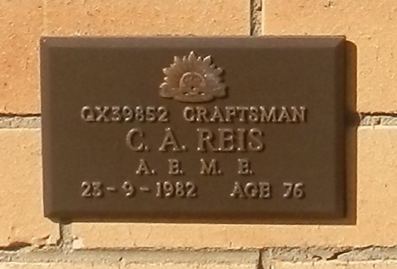 QX39852 CRAFTSMAN
C. A. REIS
A. E. M. E.
23-9-1982 AGE 76